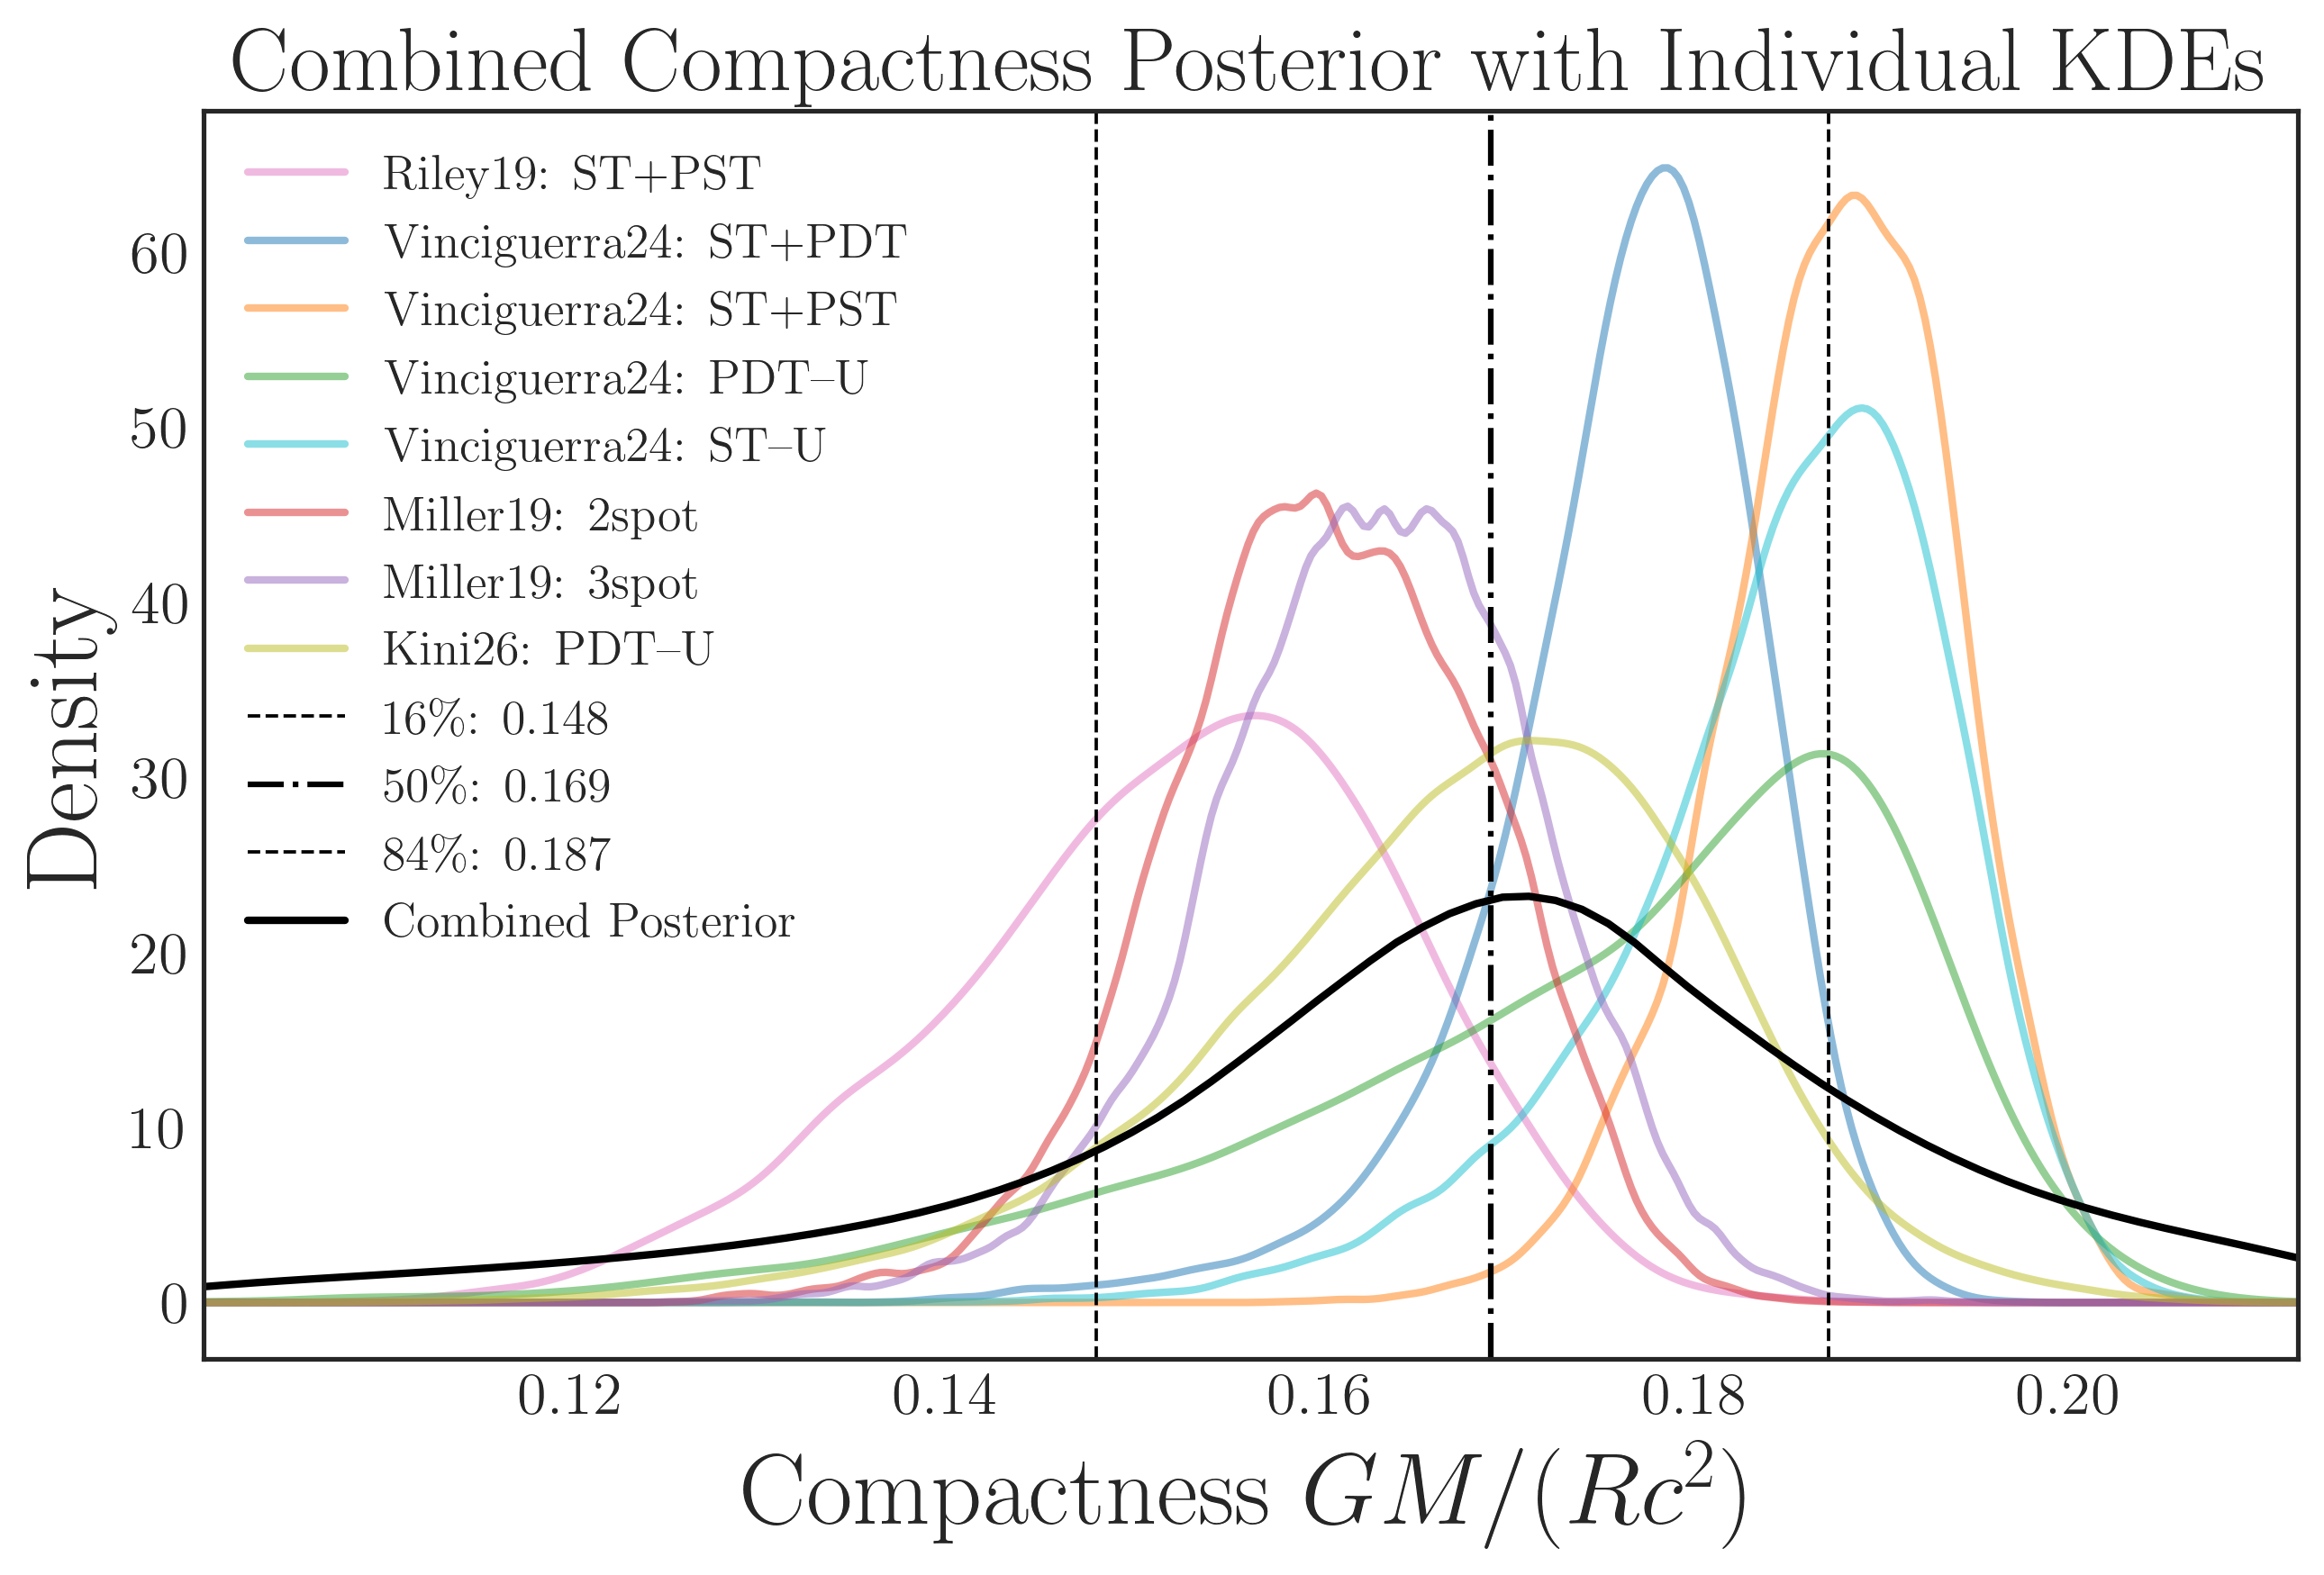 Combined Compactness Posterior with Individual KDEs
Riley19: ST+PST
Vinciguerra24: ST+PDT
Vinciguerra24: ST+PST
Vinciguerra24: PDT–U
Vinciguerra24: ST–U
Miller19: 2spot
Miller19: 3spot
Kini26: PDT–U
16%: 0.148
50%: 0.169
84%: 0.187
Combined Posterior
Density
60
50
40
30
20
10
0
0.12 0.14 0.16 0.18 0.20
Compactness GM/(Rc²)